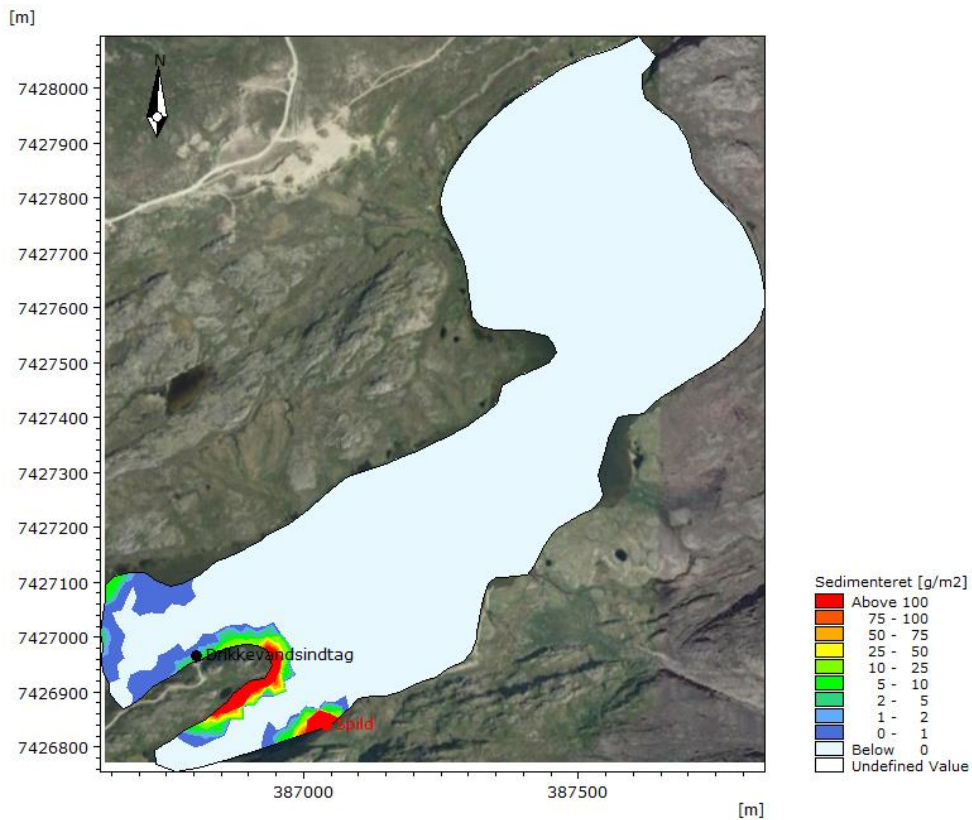 [m]
N
7428000
7427900
7427800
7427700
7427600
7427500
7427400
7427300
7427200
7427100
7427000
7426900
7426800
Drikkevandsindtag
Spild
387000
387500
[m]
Sedimenteret [g/m2]
Above 100
75 - 100
50 - 75
25 - 50
10 - 25
5 - 10
2 - 5
1 - 2
0 - 1
Below 0
Undefined Value